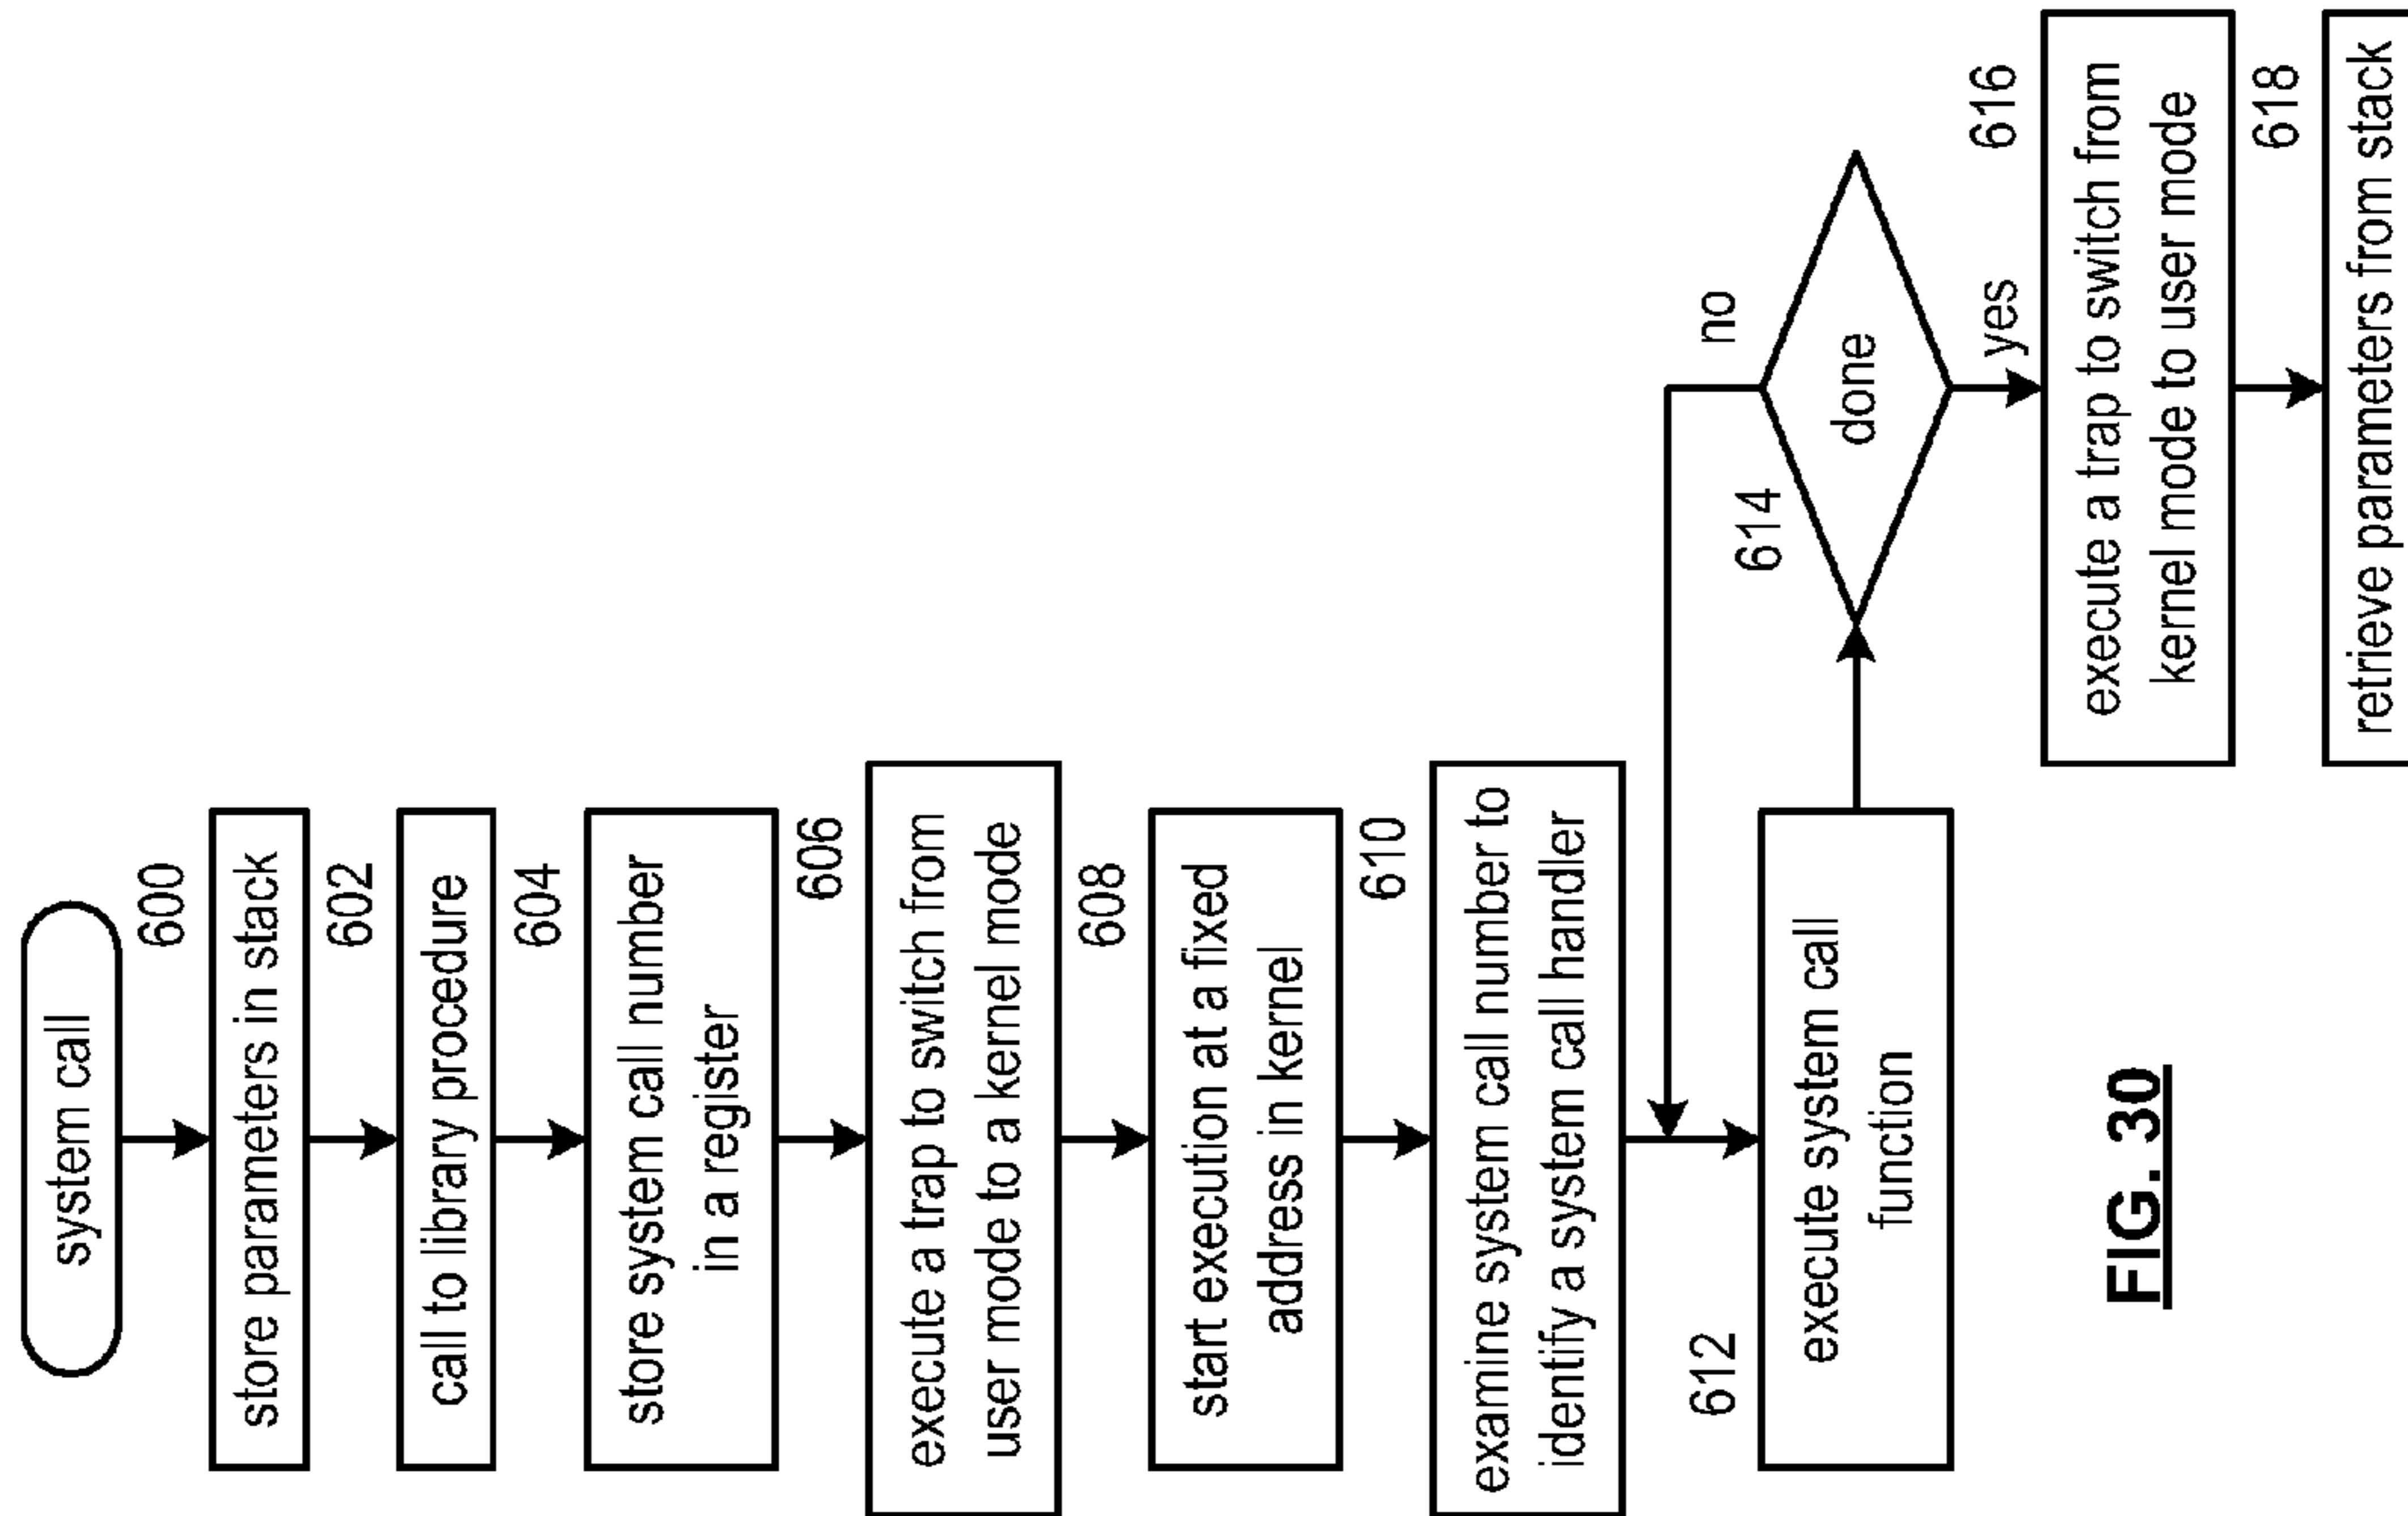 system call
600
store parameters in stack
602
call to library procedure
604
store system call number
in a register
606
execute a trap to switch from
user mode to a kernel mode
608
start execution at a fixed
address in kernel
610
examine system call number to
identify a system call handler
612
execute system call
function
614
done
no
yes
616
execute a trap to switch from
kernel mode to user mode
618
retrieve parameters from stack
FIG. 30